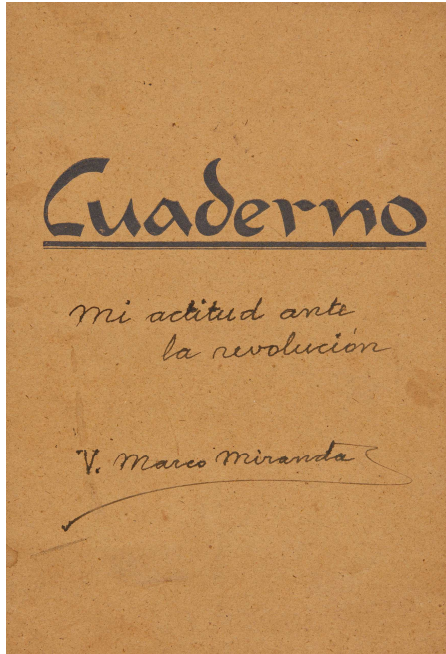 Cuaderno
Mi actitud ante
la revolución
V. Marco Miranda